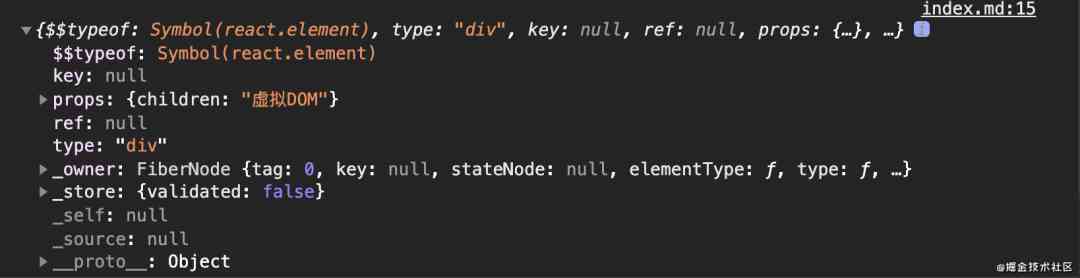 index.md:15
{$$typeof: Symbol(react.element), type: "div", key: null, ref: null, props: {…}, …} i
$$typeof: Symbol(react.element)
key: null
props: {children: "虚拟DOM"}
ref: null
type: "div"
_owner: FiberNode {tag: 0, key: null, stateNode: null, elementType: ƒ, type: ƒ, …}
_store: {validated: false}
_self: null
_source: null
__proto__: Object
@掘金技术社区